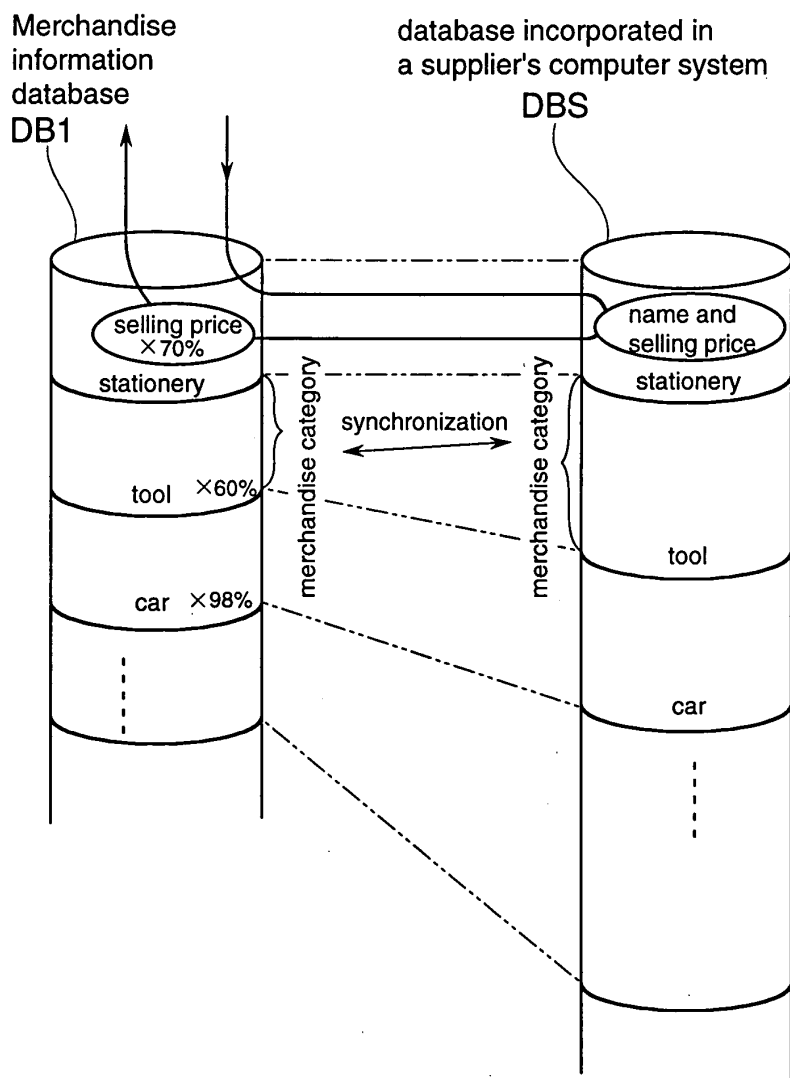 Merchandise
information
database
DB1
database incorporated in
a supplier's computer system
DBS
selling price
×70%
name and
selling price
stationery
stationery
merchandise category
synchronization
merchandise category
tool ×60%
tool
car ×98%
car